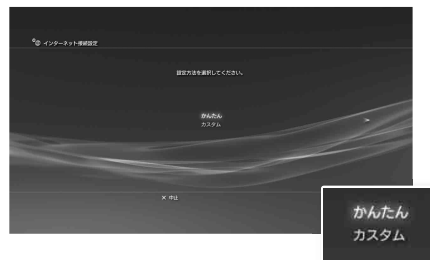 インターネット接続設定
設定方法を選択してください。
かんたん
カスタム
× 中止
かんたん
カスタム